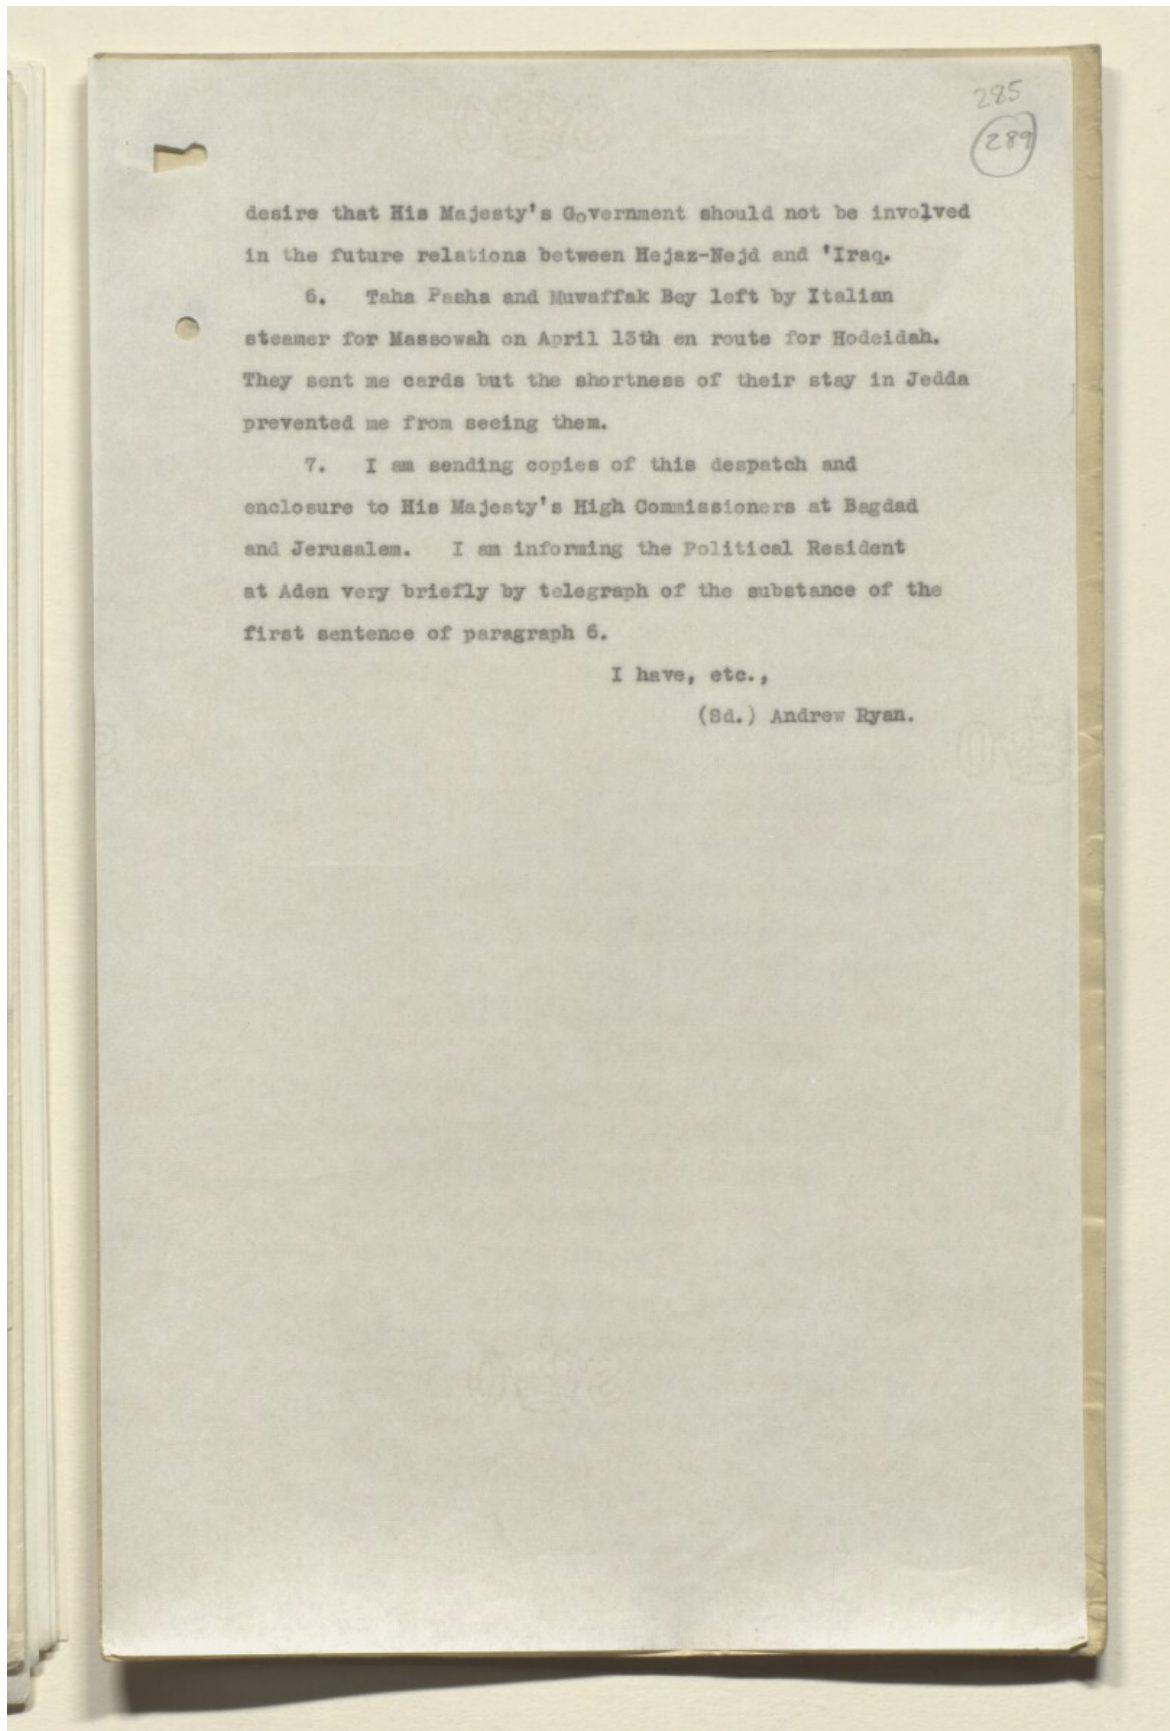 285
289
desire that His Majesty's Government should not be involved
in the future relations between Hejaz-Nejd and 'Iraq.
6. Taha Pasha and Muwaffak Bey left by Italian
steamer for Massowah on April 13th en route for Hodeidah.
They sent me cards but the shortness of their stay in Jedda
prevented me from seeing them.
7. I am sending copies of this despatch and
enclosure to His Majesty's High Commissioners at Bagdad
and Jerusalem. I am informing the Political Resident
at Aden very briefly by telegraph of the substance of the
first sentence of paragraph 6.
I have, etc.,
(Sd.) Andrew Ryan.